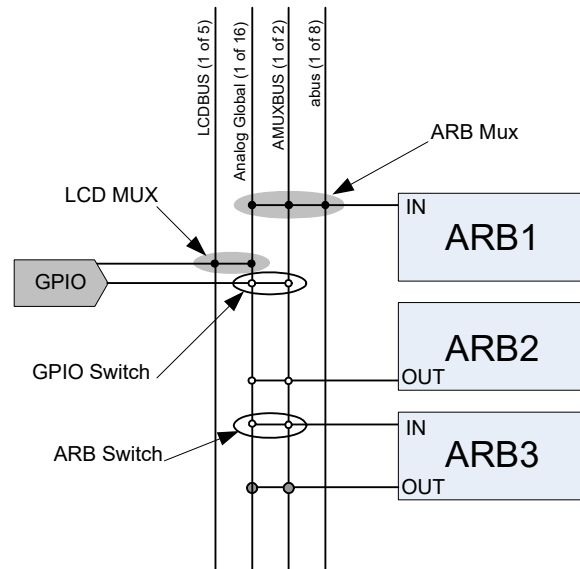 LCDBUS (1 of 5)
Analog Global (1 of 16)
AMUXBUS (1 of 2)
abus (1 of 8)
ARB Mux
LCD MUX
IN
ARB1
GPIO
ARB2
GPIO Switch
OUT
IN
ARB3
ARB Switch
OUT